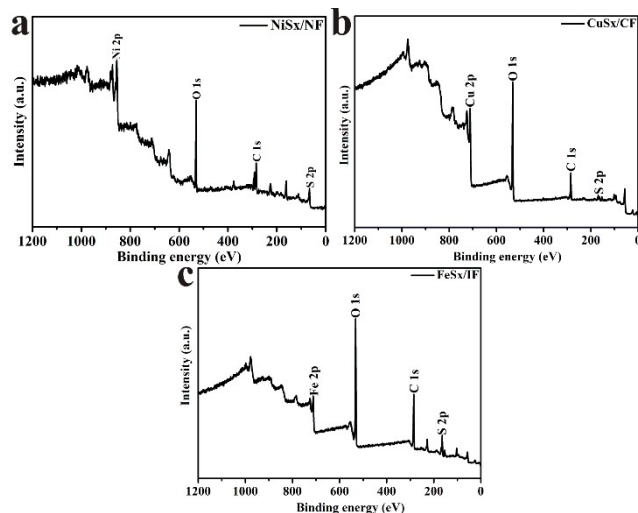 a
NiSx/NF
Ni 2p
O 1s
C 1s
S 2p
Intensity (a.u.)
1200 1000 800 600 400 200 0
Binding energy (eV)
b
CuSx/CF
Cu 2p
O 1s
C 1s
S 2p
Intensity (a.u.)
1200 1000 800 600 400 200 0
Binding energy (eV)
c
FeSx/IF
Fe 2p
O 1s
C 1s
S 2p
Intensity (a.u.)
1200 1000 800 600 400 200 0
Binding energy (eV)